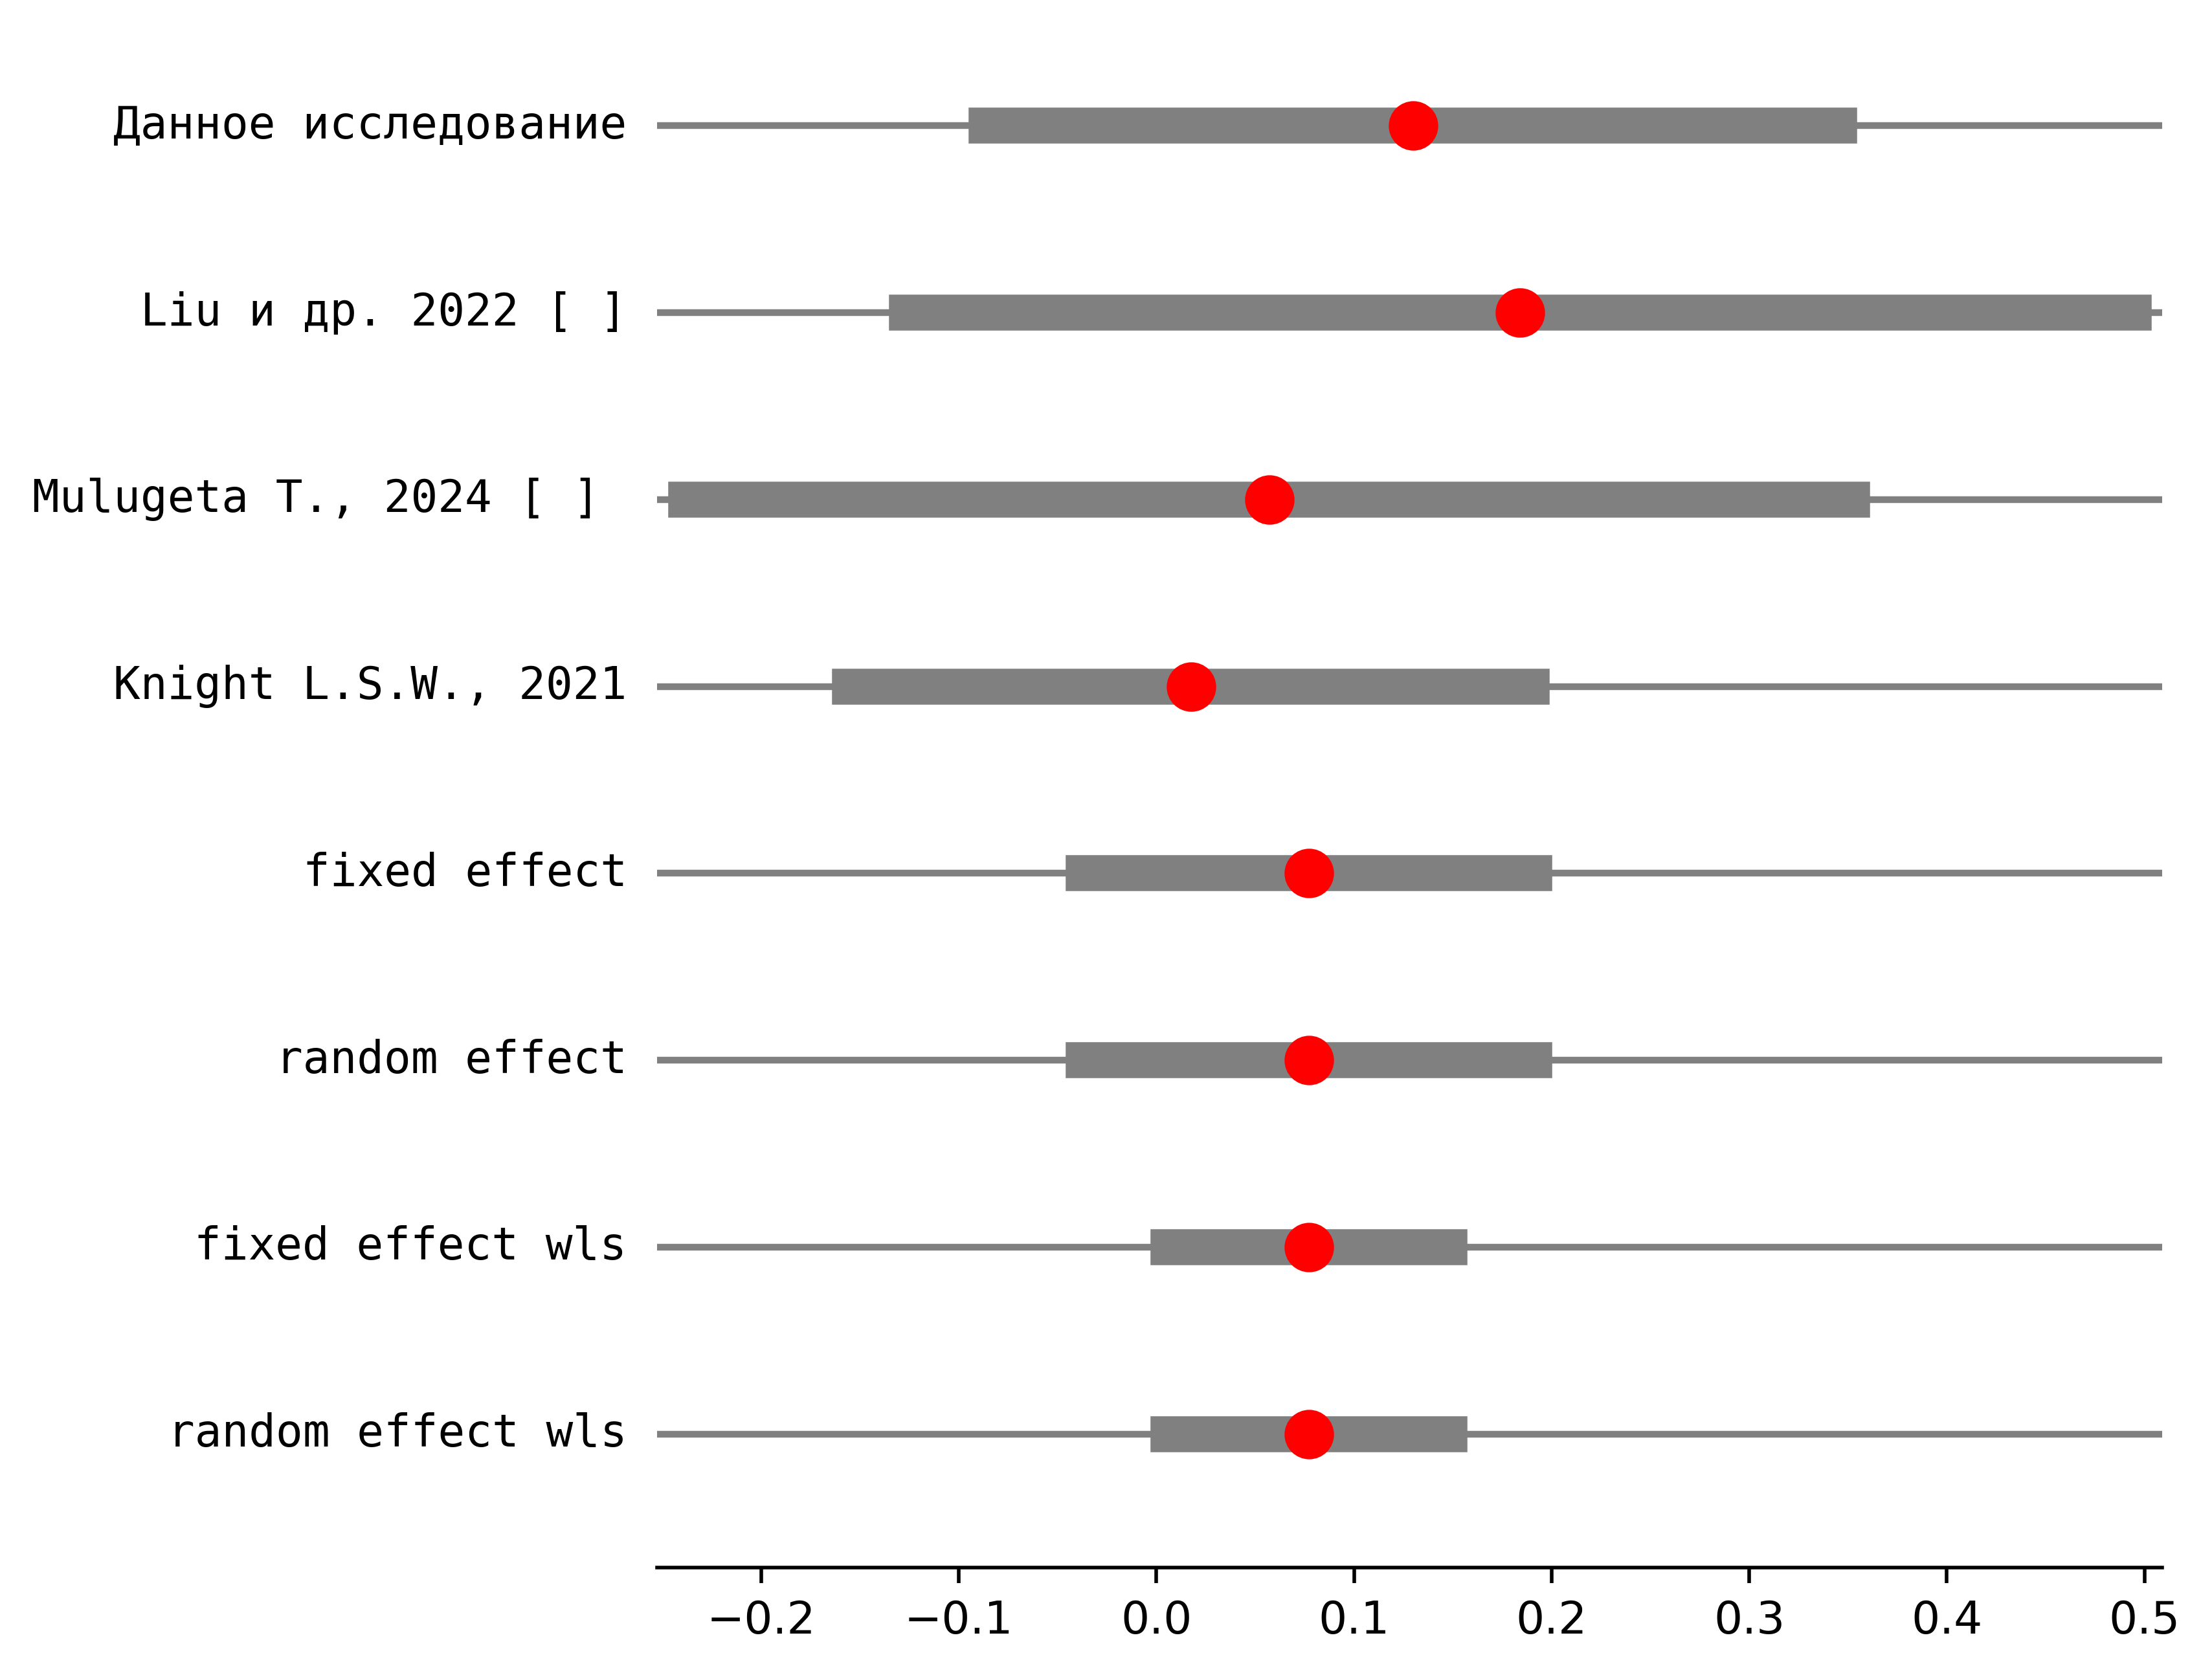 Данное исследование
Liu и др. 2022 [ ]
Mulugeta T., 2024 [ ]
Knight L.S.W., 2021
fixed effect
random effect
fixed effect wls
random effect wls
−0.2 −0.1 0.0 0.1 0.2 0.3 0.4 0.5